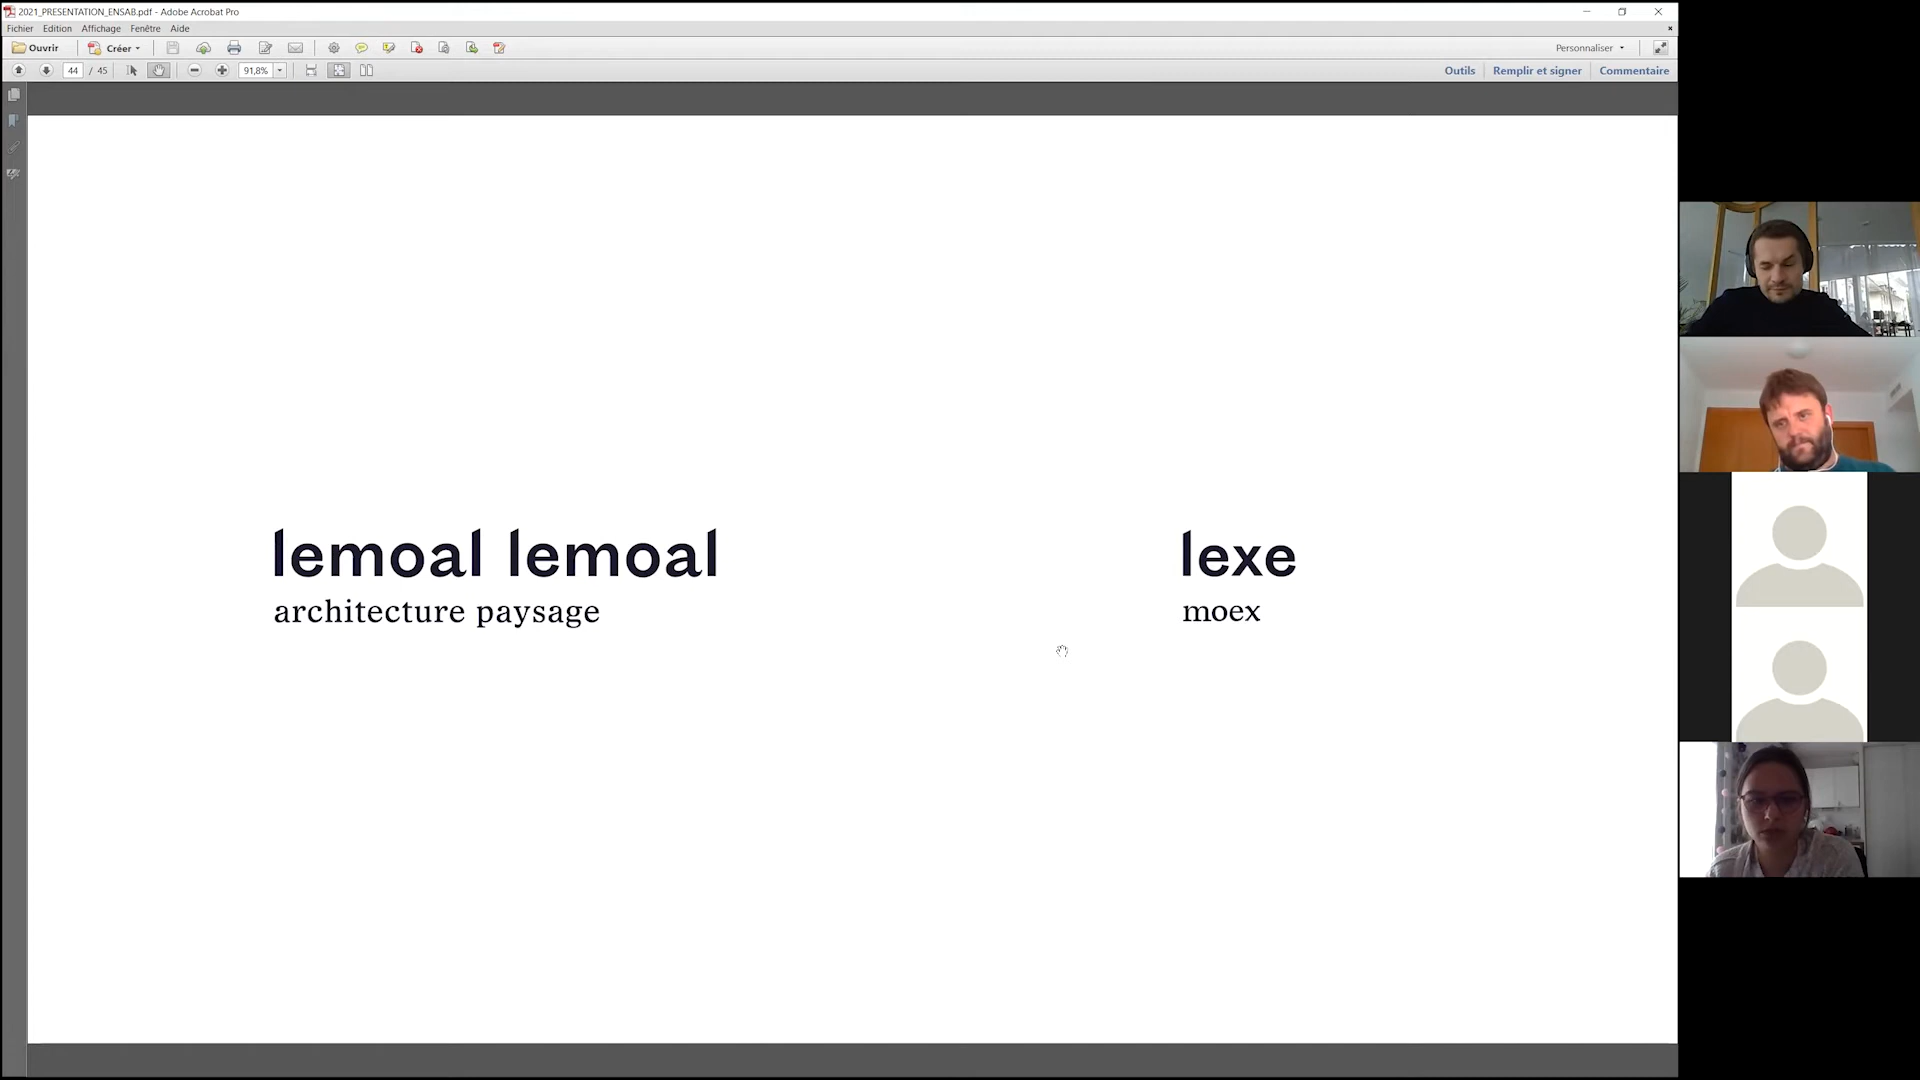 2021_PRESENTATION_ENSAB.pdf - Adobe Acrobat Pro
Fichier Edition Affichage Fenêtre Aide
Ouvrir Créer Personnaliser
44 / 45 91,8% Outils Remplir et signer Commentaire
lemoal lemoal
architecture paysage
lexe
moex